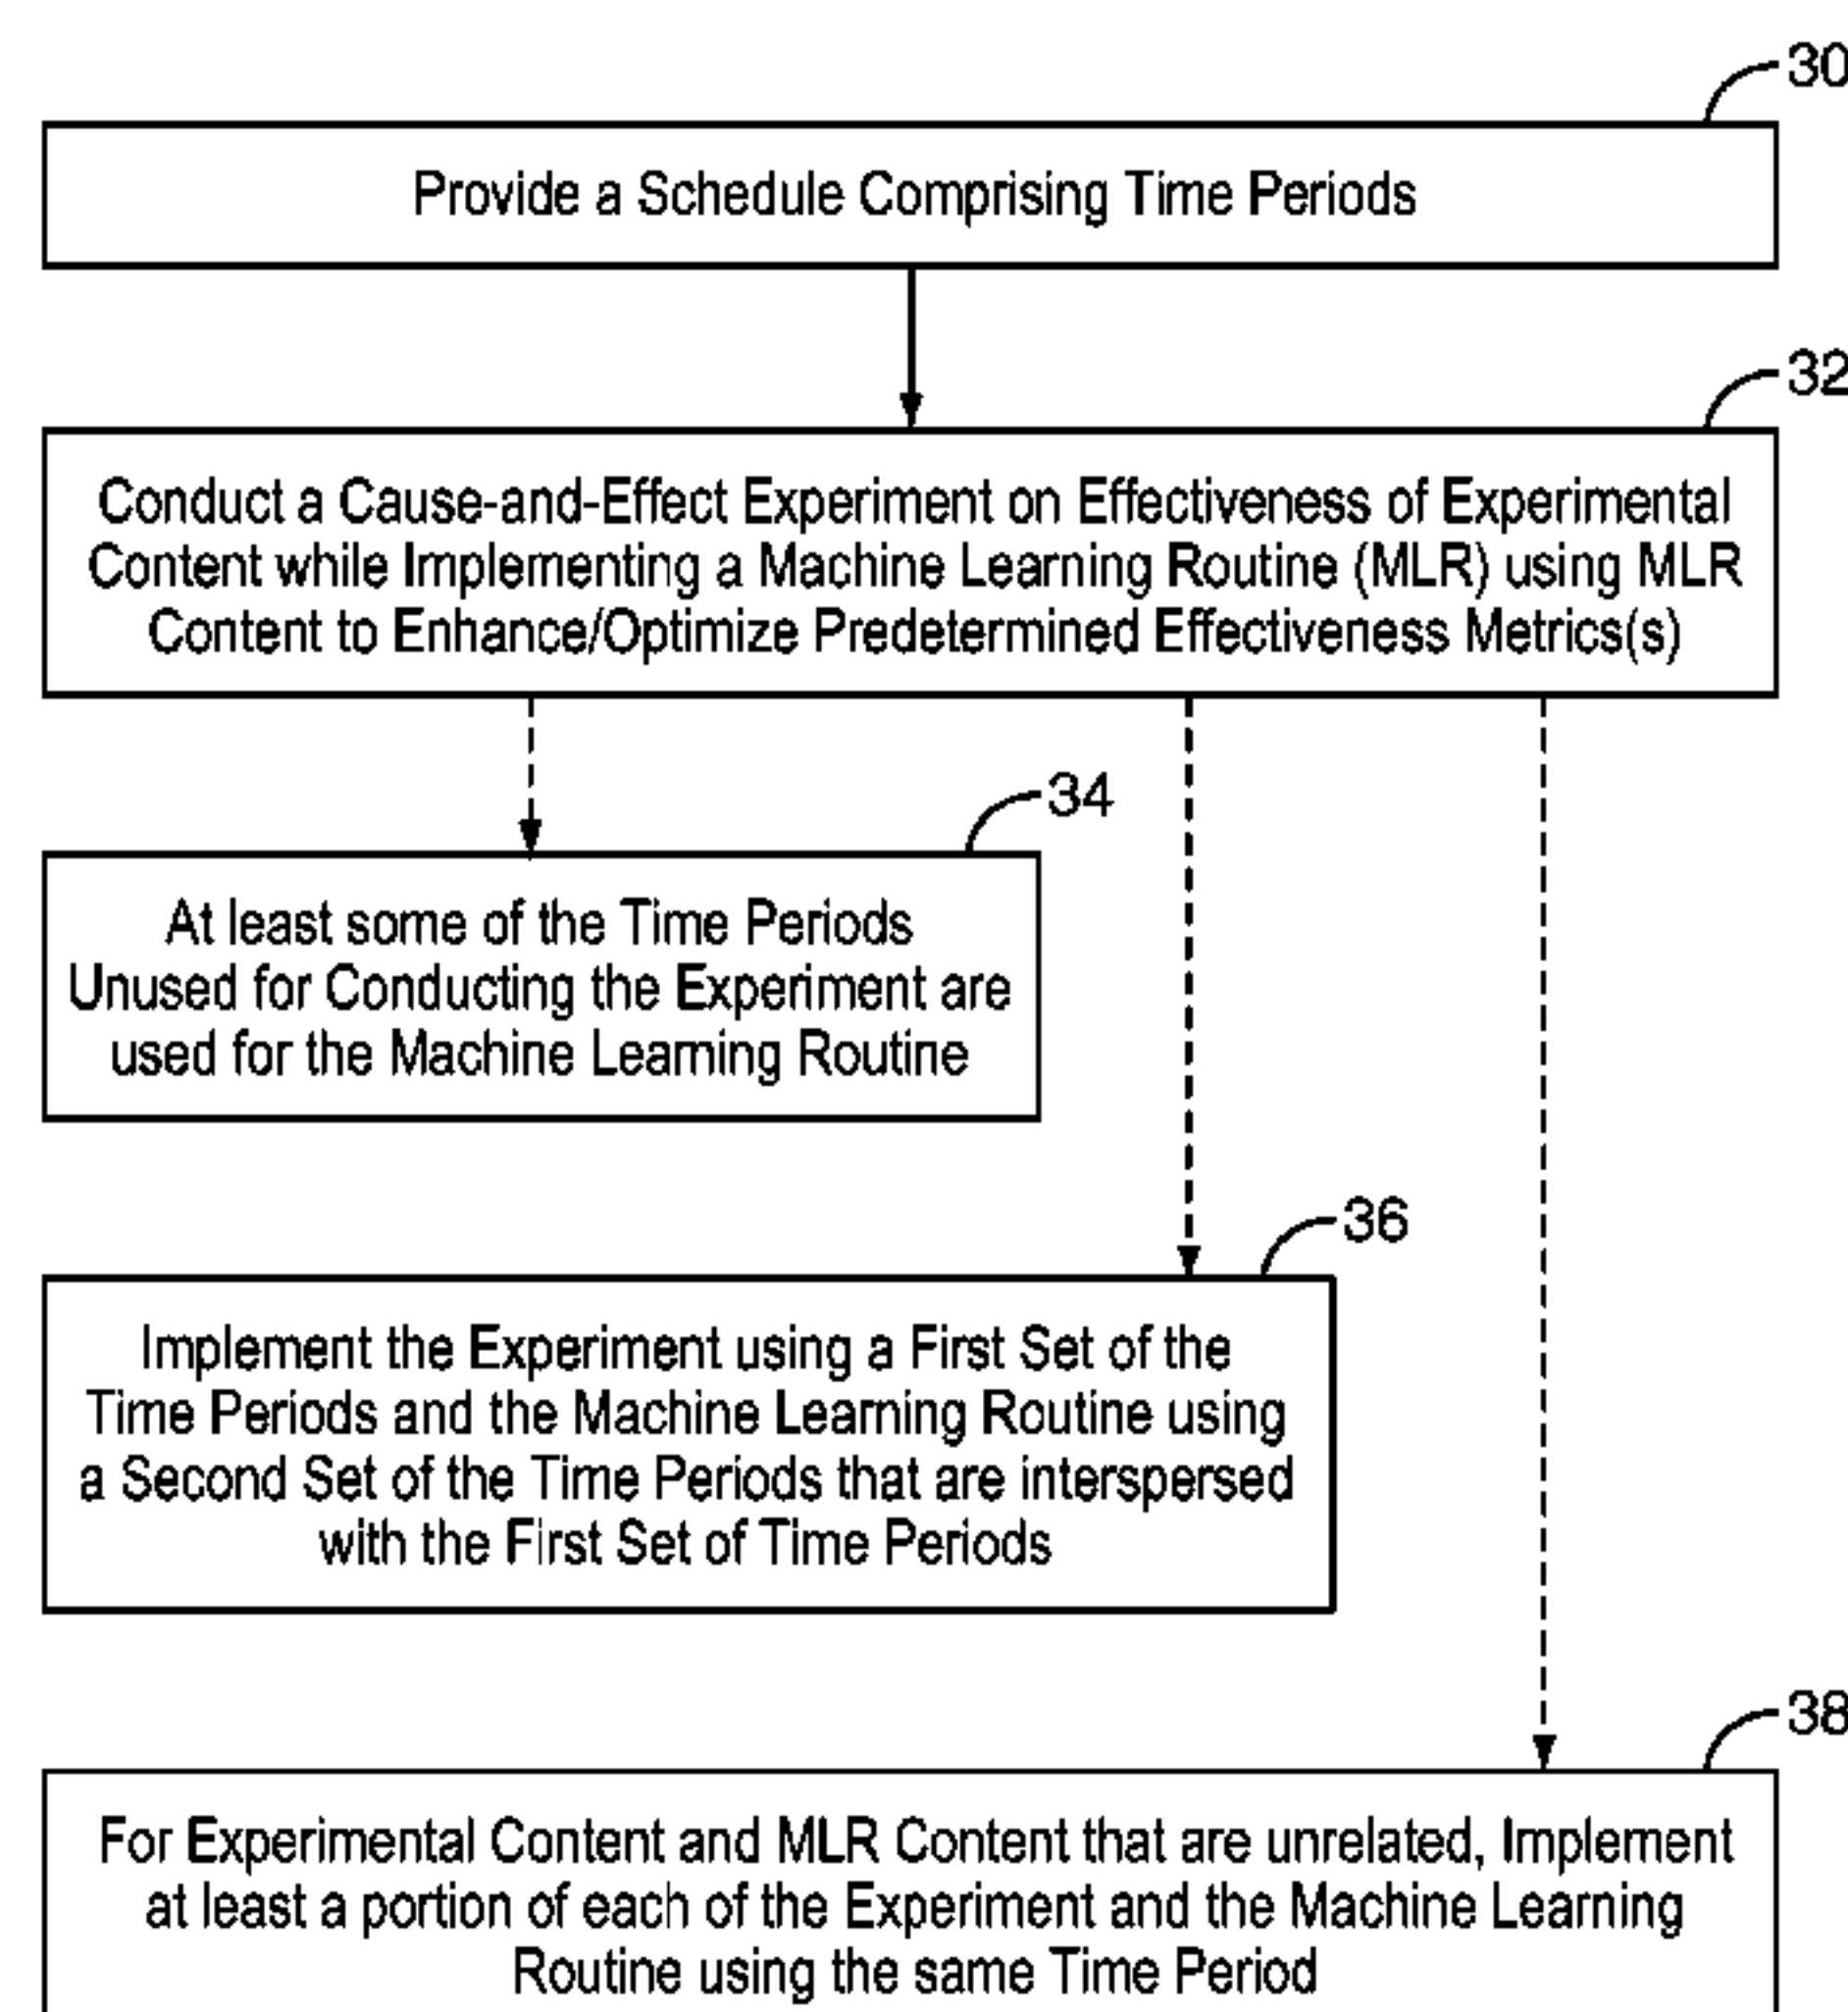 30
Provide a Schedule Comprising Time Periods
32
Conduct a Cause-and-Effect Experiment on Effectiveness of Experimental
Content while Implementing a Machine Learning Routine (MLR) using MLR
Content to Enhance/Optimize Predetermined Effectiveness Metrics(s)
34
At least some of the Time Periods
Unused for Conducting the Experiment are
used for the Machine Learning Routine
36
Implement the Experiment using a First Set of the
Time Periods and the Machine Learning Routine using
a Second Set of the Time Periods that are interspersed
with the First Set of Time Periods
38
For Experimental Content and MLR Content that are unrelated, Implement
at least a portion of each of the Experiment and the Machine Learning
Routine using the same Time Period